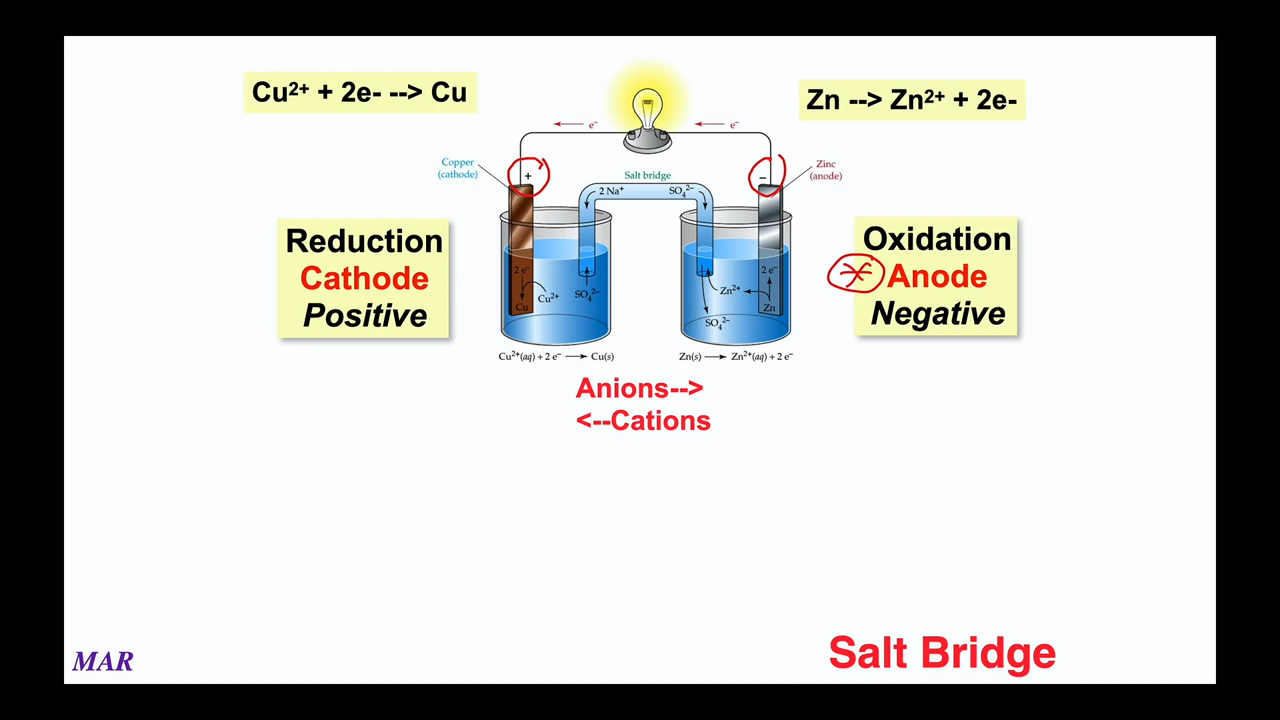 Cu2+ + 2e- --> Cu
Zn --> Zn2+ + 2e-
e−
e−
Copper
(cathode)
+
Salt bridge
−
Zinc
(anode)
2 Na+
SO42−
Reduction
Cathode
Positive
2 e−
Cu2+
Cu
SO42−
Zn2+
2 e−
Zn
SO42−
Oxidation
Anode
Negative
Cu2+(aq) + 2 e− → Cu(s)
Zn(s) → Zn2+(aq) + 2 e−
Anions-->
<--Cations
MAR
Salt Bridge